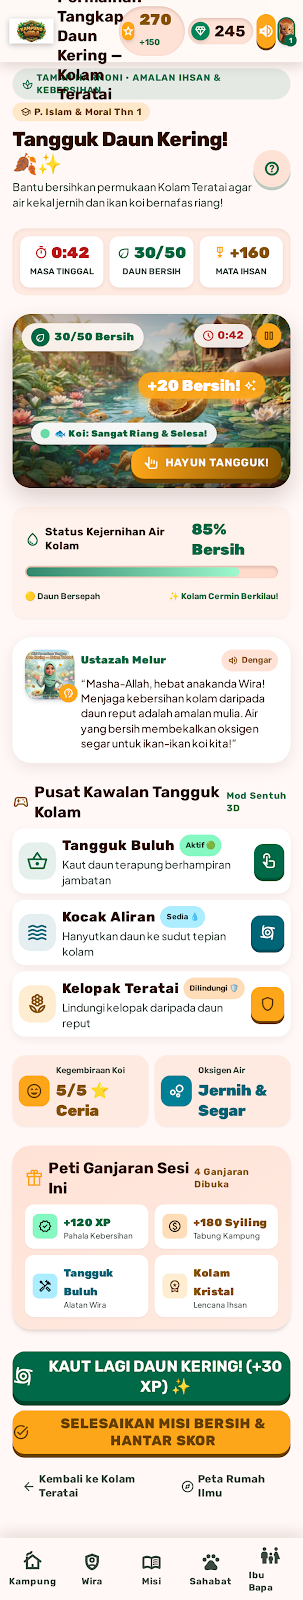 Permainan
Tangkap
Daun
Kering —
Kolam
Teratai
270
+150
245
1
TAMAN HARMONI • AMALAN IHSAN &
KEBERSIHAN
P. Islam & Moral Thn 1
Tangguk Daun Kering!
🍂✨
Bantu bersihkan permukaan Kolam Teratai agar
air kekal jernih dan ikan koi bernafas riang!
0:42
MASA TINGGAL
30/50
DAUN BERSIH
+160
MATA IHSAN
30/50 Bersih
0:42
+20 Bersih!
🐟 Koi: Sangat Riang & Selesa!
HAYUN TANGGUK!
Status Kejernihan Air
Kolam
85%
Bersih
🟡 Daun Bersepah
✨ Kolam Cermin Berkilau!
Ustazah Melur
Dengar
"Masha-Allah, hebat anakanda Wira!
Menjaga kebersihan kolam daripada
daun reput adalah amalan mulia. Air
yang bersih membekalkan oksigen
segar untuk ikan-ikan koi kita!"
Pusat Kawalan Tangguk
Kolam
Mod Sentuh
3D
Tangguk Buluh
Aktif 🟢
Kaut daun terapung berhampiran
jambatan
Kocak Aliran
Sedia 💧
Hanyutkan daun ke sudut tepian
kolam
Kelopak Teratai
Dilindungi 🛡️
Lindungi kelopak daripada daun
reput
Kegembiraan Koi
5/5 ⭐
Ceria
Oksigen Air
Jernih &
Segar
Peti Ganjaran Sesi
Ini
4 Ganjaran
Dibuka
+120 XP
Pahala Kebersihan
+180 Syiling
Tabung Kampung
Tangguk
Buluh
Alatan Wira
Kolam
Kristal
Lencana Ihsan
KAUT LAGI DAUN KERING! (+30
XP) ✨
SELESAIKAN MISI BERSIH &
HANTAR SKOR
Kembali ke Kolam
Teratai
Peta Rumah
Ilmu
Kampung
Wira
Misi
Sahabat
Ibu
Bapa